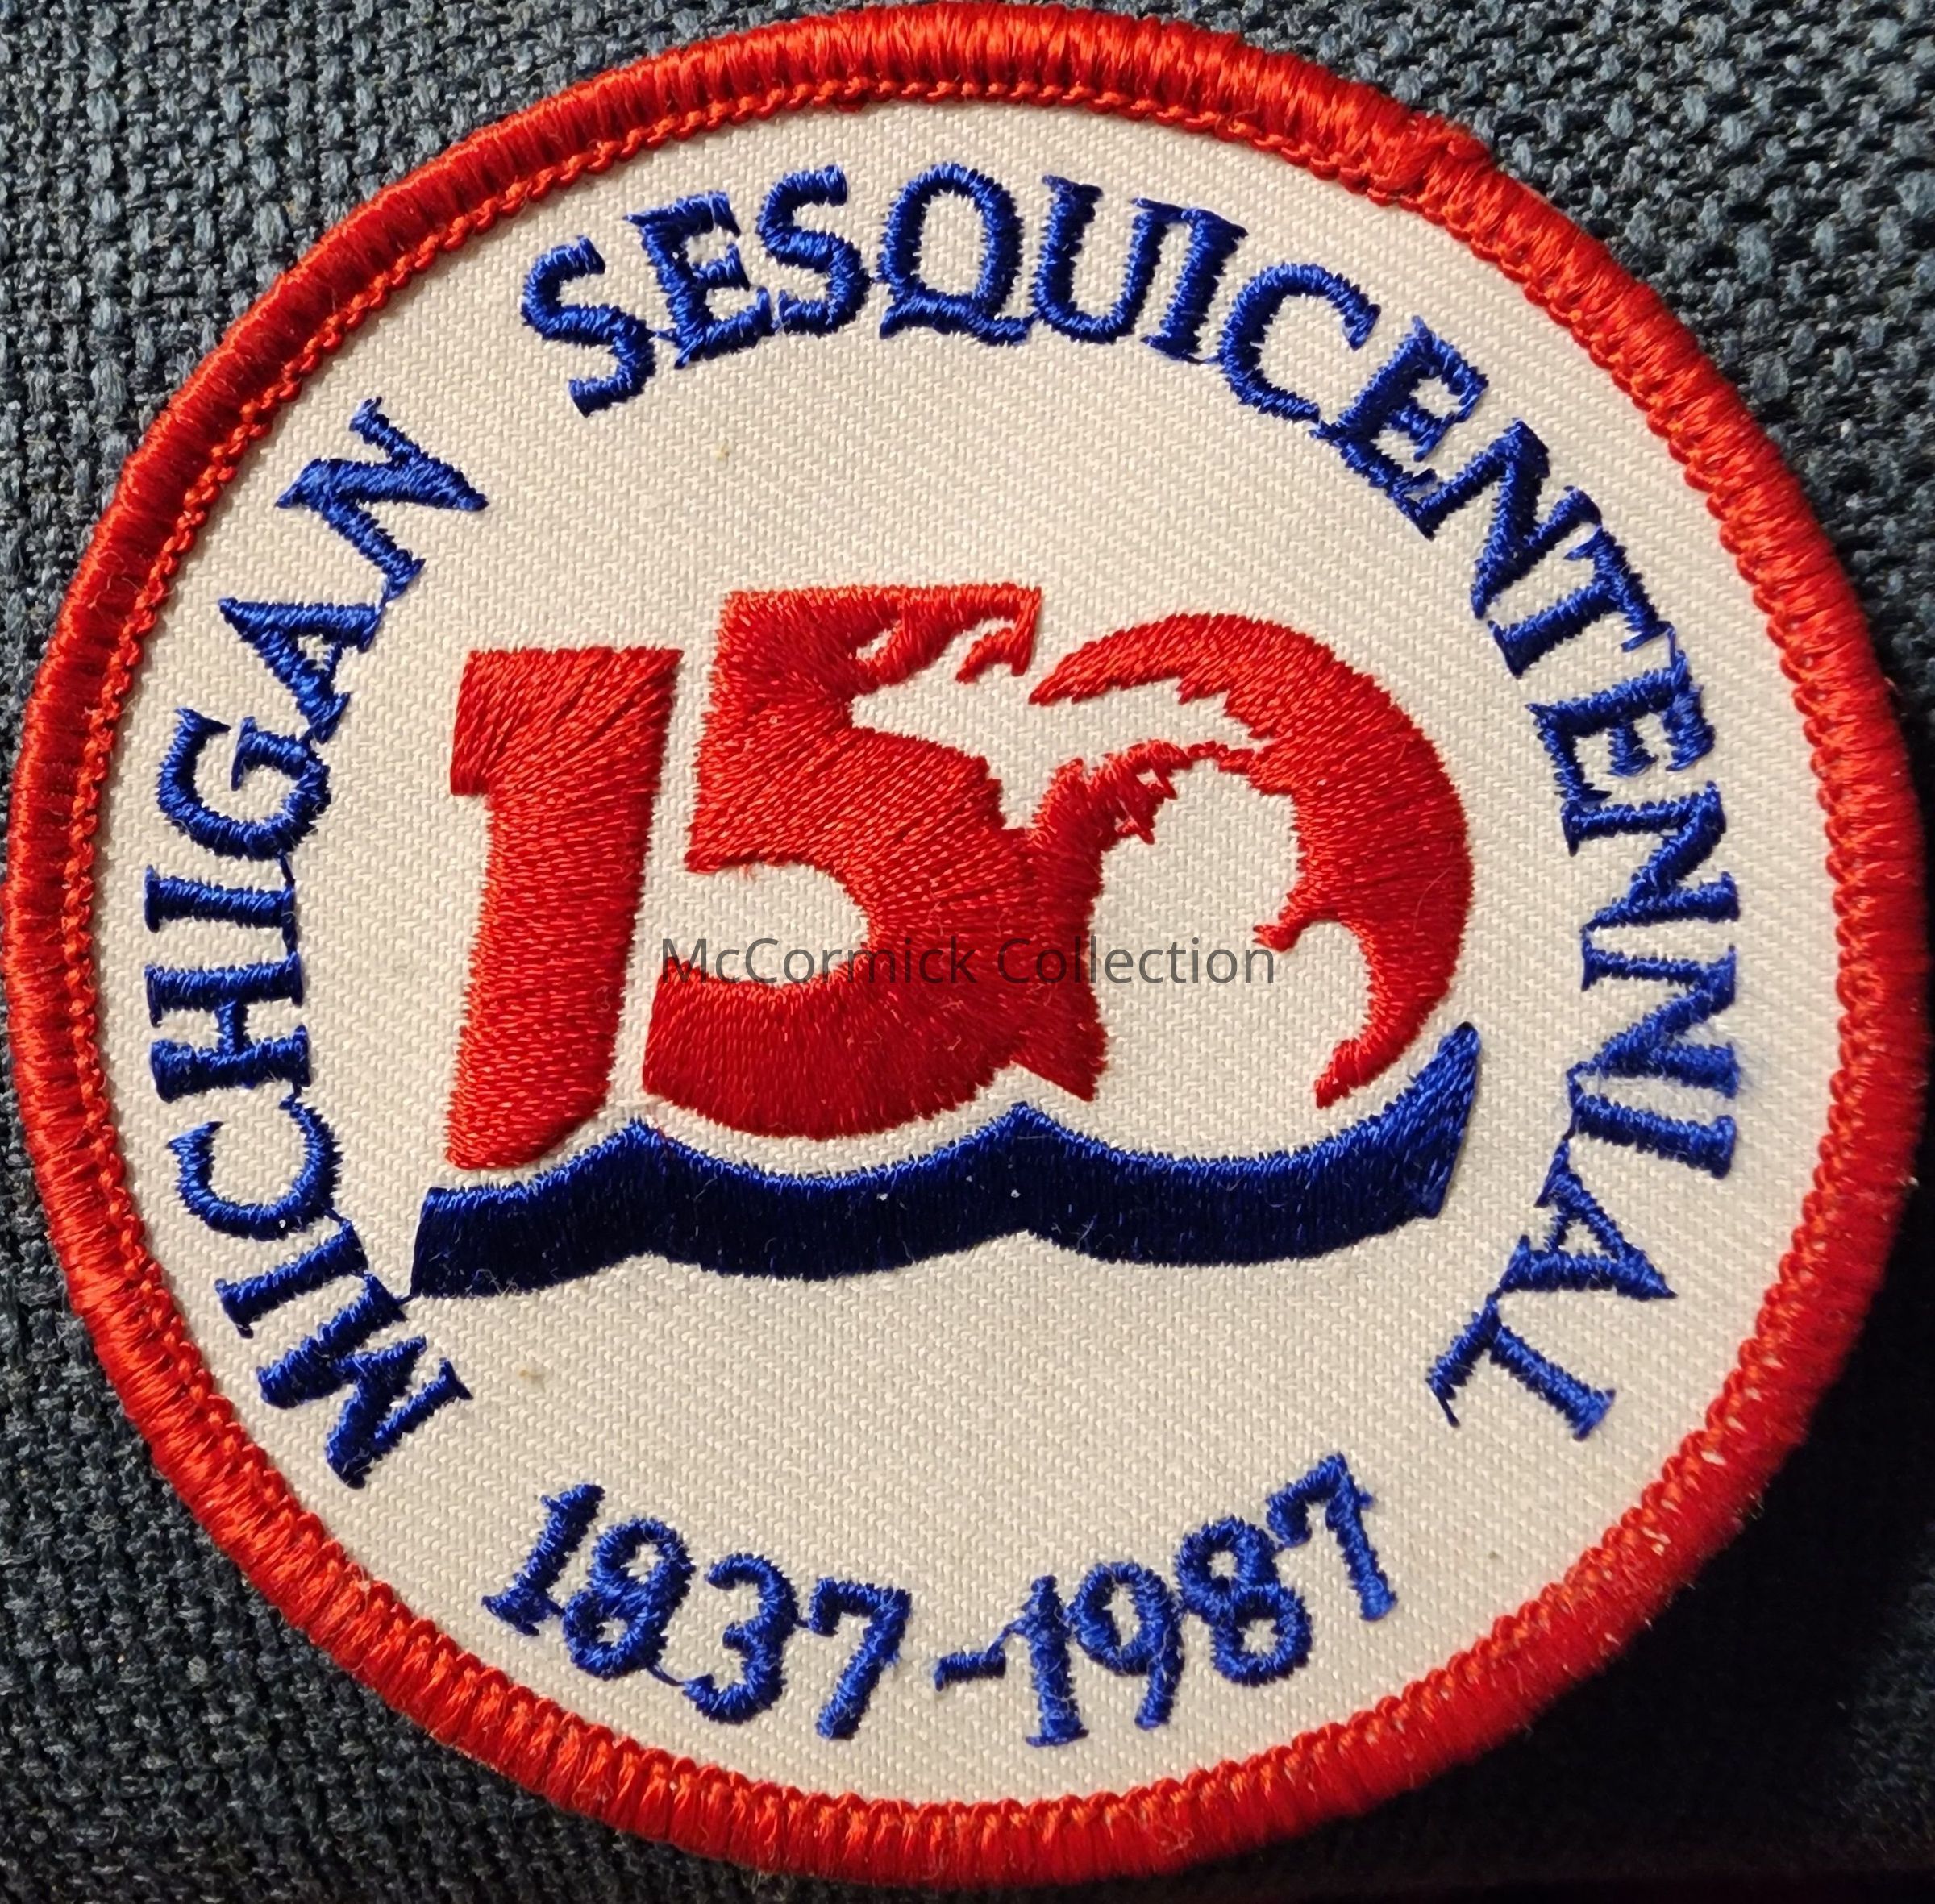 MICHIGAN SESQUICENTENNIAL
150
McCormick Collection
1837-1987